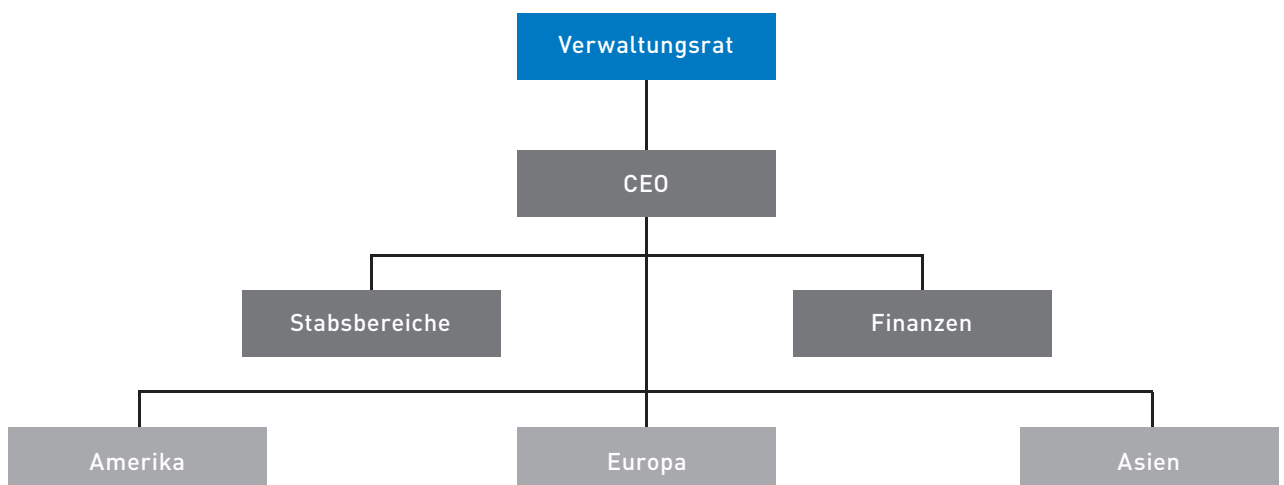 Verwaltungsrat
CEO
Stabsbereiche
Finanzen
Amerika
Europa
Asien